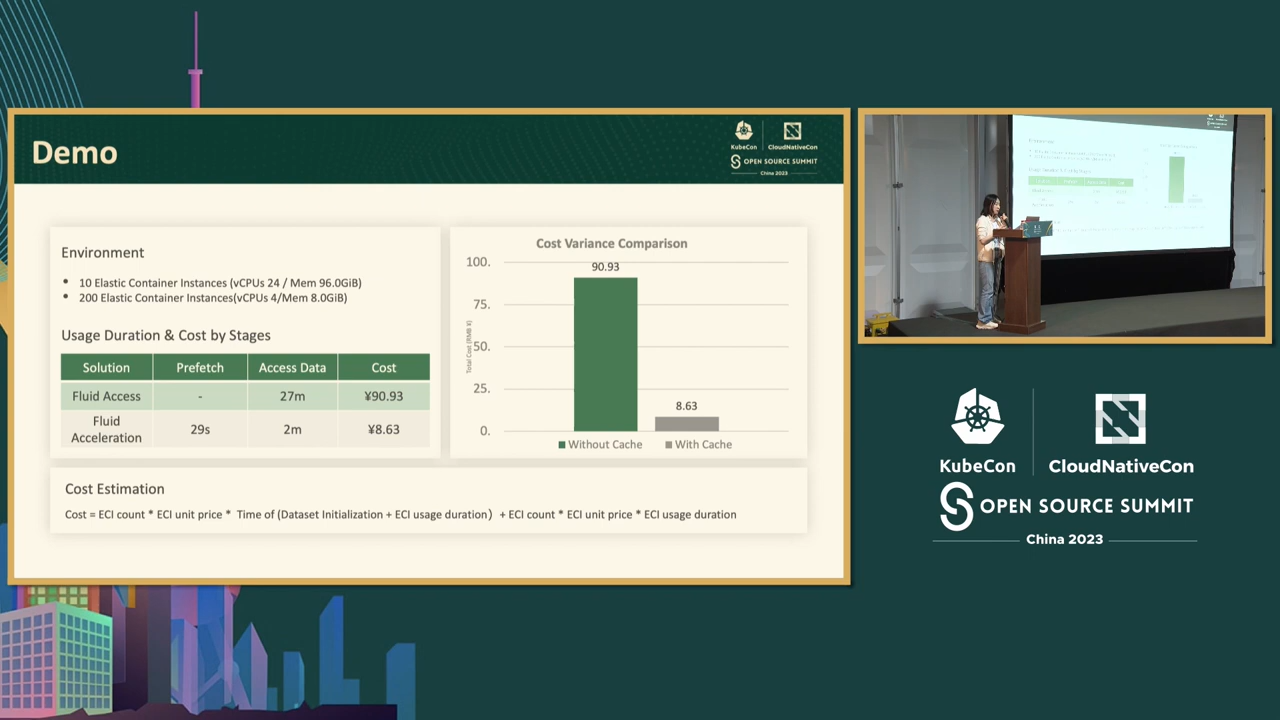 Demo
KubeCon
CloudNativeCon
OPEN SOURCE SUMMIT
China 2023
Environment
• 10 Elastic Container Instances (vCPUs 24 / Mem 96.0GiB)
• 200 Elastic Container Instances(vCPUs 4/Mem 8.0GiB)
Usage Duration & Cost by Stages
Solution Prefetch Access Data Cost
Fluid Access - 27m ¥90.93
Fluid Acceleration 29s 2m ¥8.63
Cost Variance Comparison
100.
90.93
75.
50.
25.
8.63
0.
Total Cost (RMB ¥)
Without Cache With Cache
Cost Estimation
Cost = ECI count * ECI unit price * Time of (Dataset Initialization + ECI usage duration) + ECI count * ECI unit price * ECI usage duration
KubeCon
CloudNativeCon
OPEN SOURCE SUMMIT
China 2023